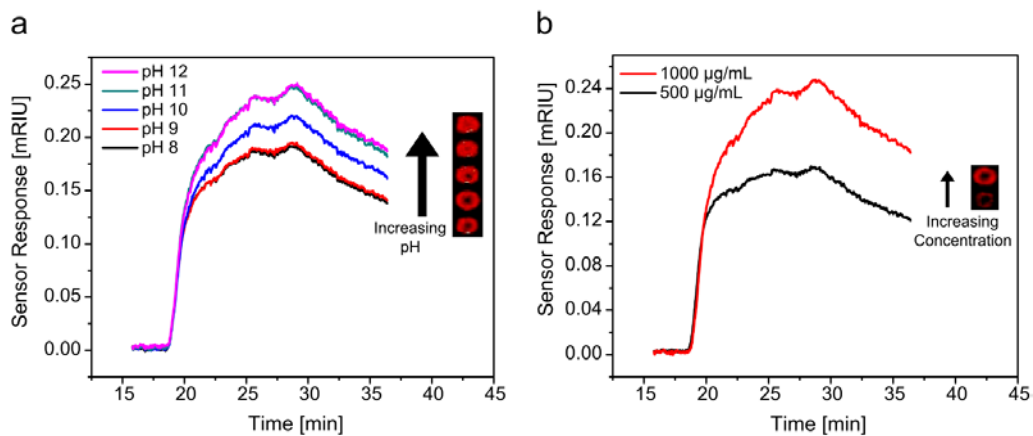 a
pH 12
pH 11
pH 10
pH 9
pH 8
Increasing
pH
0.25
0.20
0.15
0.10
0.05
0.00
Sensor Response [mRIU]
15 20 25 30 35 40 45
Time [min]
b
1000 µg/mL
500 µg/mL
Increasing
Concentration
0.24
0.20
0.16
0.12
0.08
0.04
0.00
Sensor Response [mRIU]
15 20 25 30 35 40 45
Time [min]